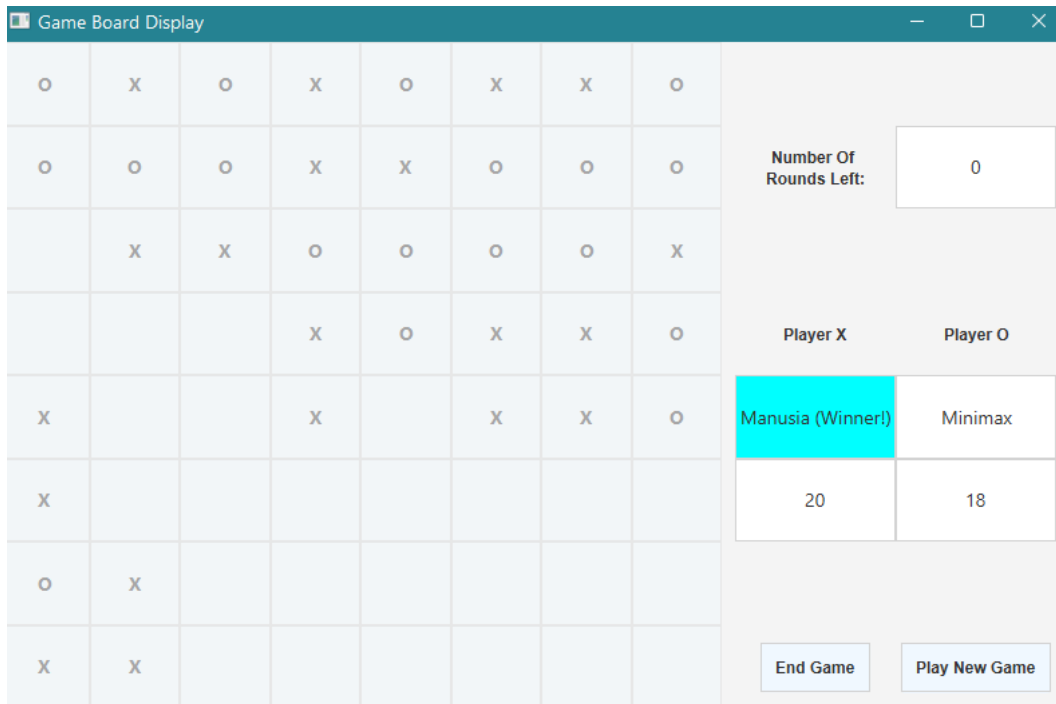 Game Board Display
O X O X O X X O
O O O X X O O O
Number Of
Rounds Left:
0
X X O O O O X
X O X X O
Player X Player O
X X X X O
Manusia (Winner!) Minimax
X
20 18
O X
X X
End Game Play New Game